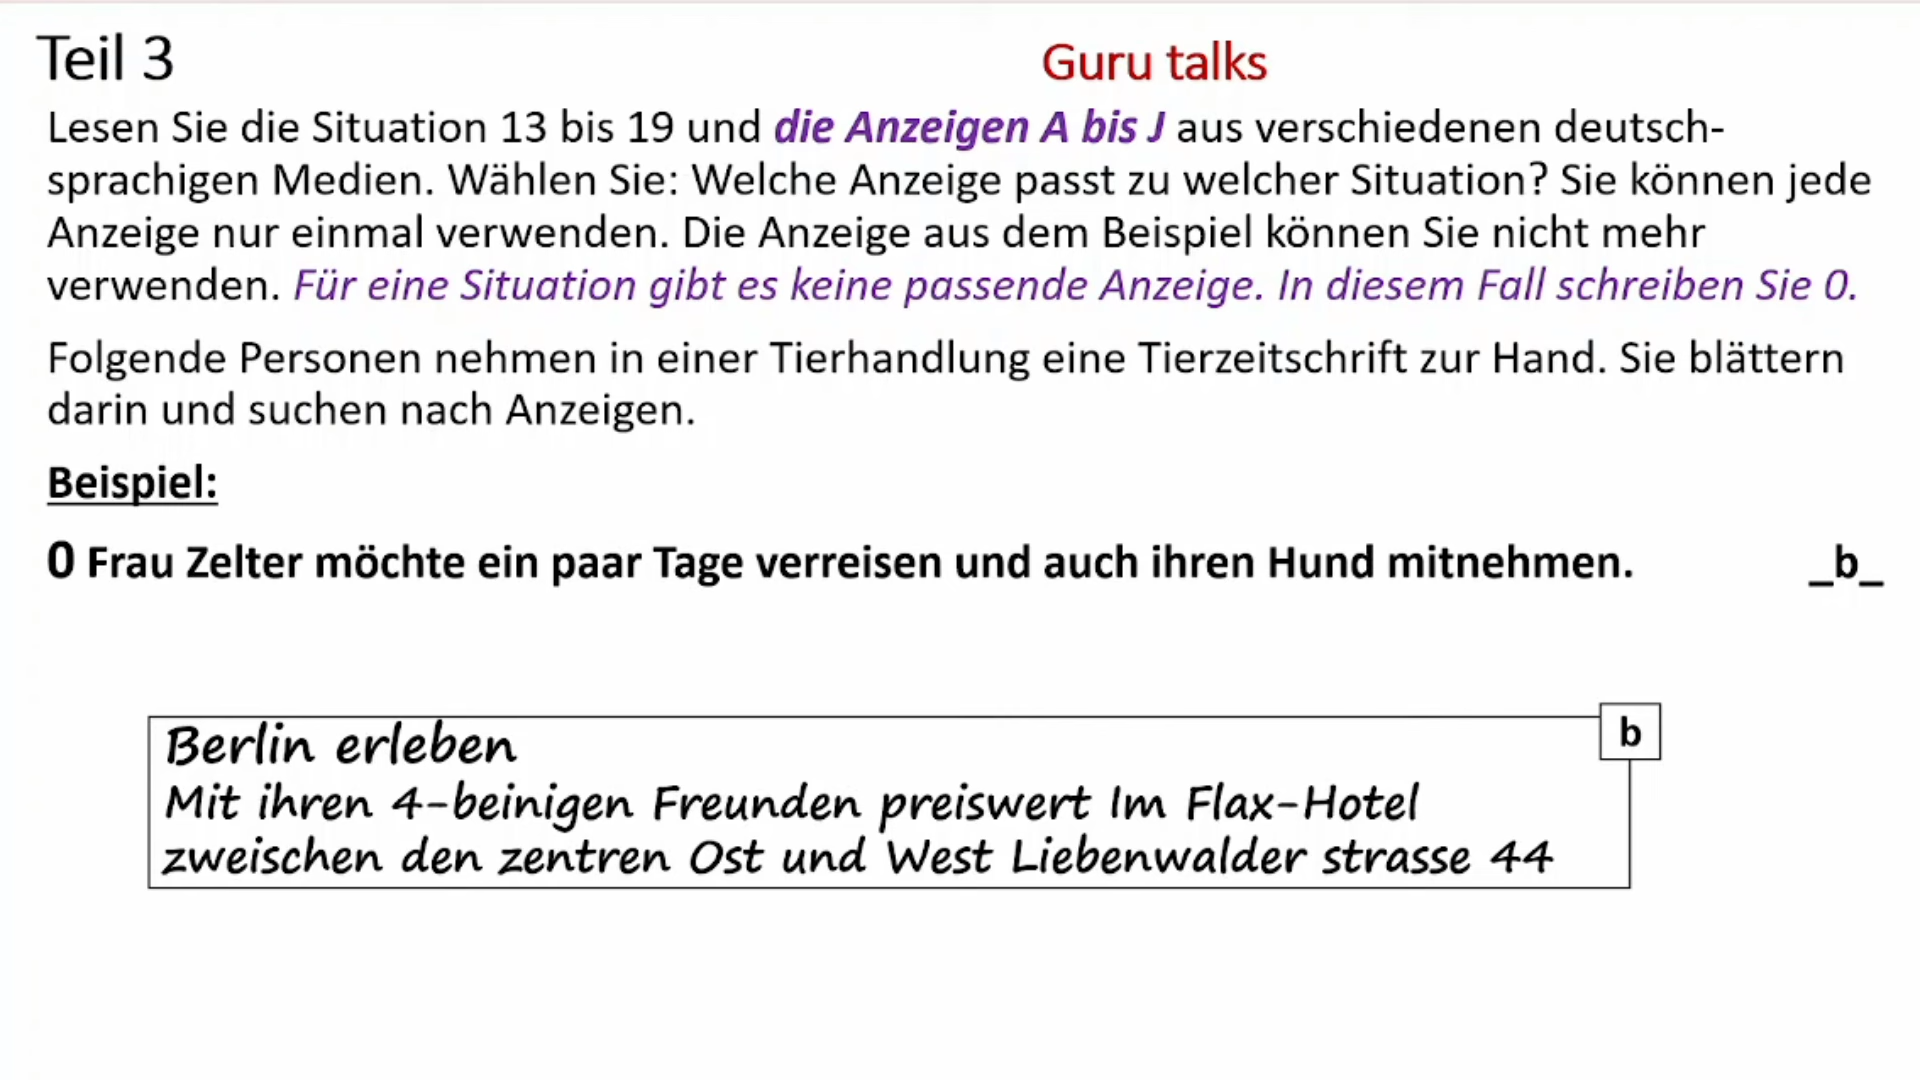 Teil 3
Guru talks
Lesen Sie die Situation 13 bis 19 und die Anzeigen A bis J aus verschiedenen deutsch-
sprachigen Medien. Wählen Sie: Welche Anzeige passt zu welcher Situation? Sie können jede
Anzeige nur einmal verwenden. Die Anzeige aus dem Beispiel können Sie nicht mehr
verwenden. Für eine Situation gibt es keine passende Anzeige. In diesem Fall schreiben Sie 0.
Folgende Personen nehmen in einer Tierhandlung eine Tierzeitschrift zur Hand. Sie blättern
darin und suchen nach Anzeigen.
Beispiel:
0 Frau Zelter möchte ein paar Tage verreisen und auch ihren Hund mitnehmen. _b_
b
Berlin erleben
Mit ihren 4-beinigen Freunden preiswert Im Flax-Hotel
zweischen den zentren Ost und West Liebenwalder strasse 44